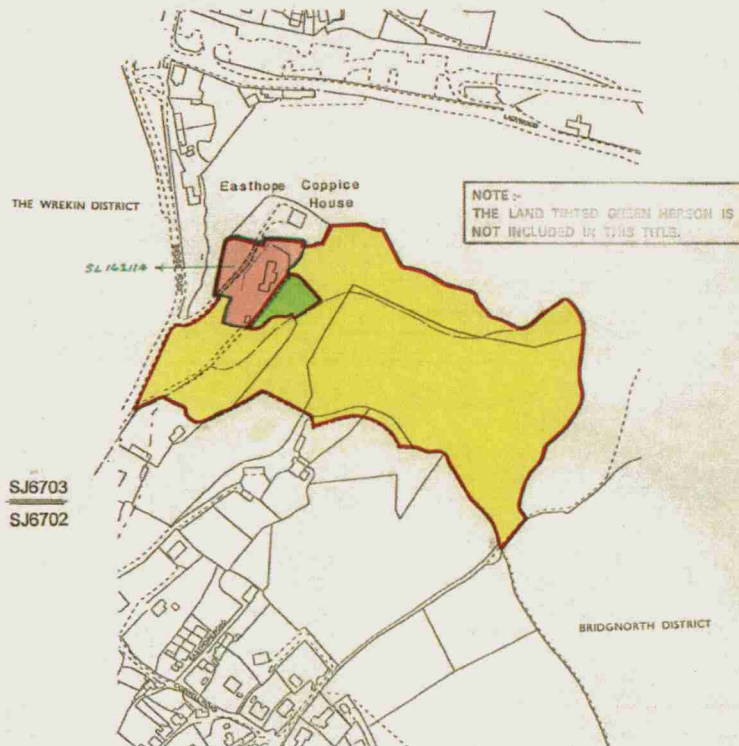 THE WREKIN DISTRICT
Easthope Coppice
House
NOTE:-
THE LAND TINTED GREEN HEREON IS
NOT INCLUDED IN THIS TITLE.
SJ6703
SJ6702
BRIDGNORTH DISTRICT